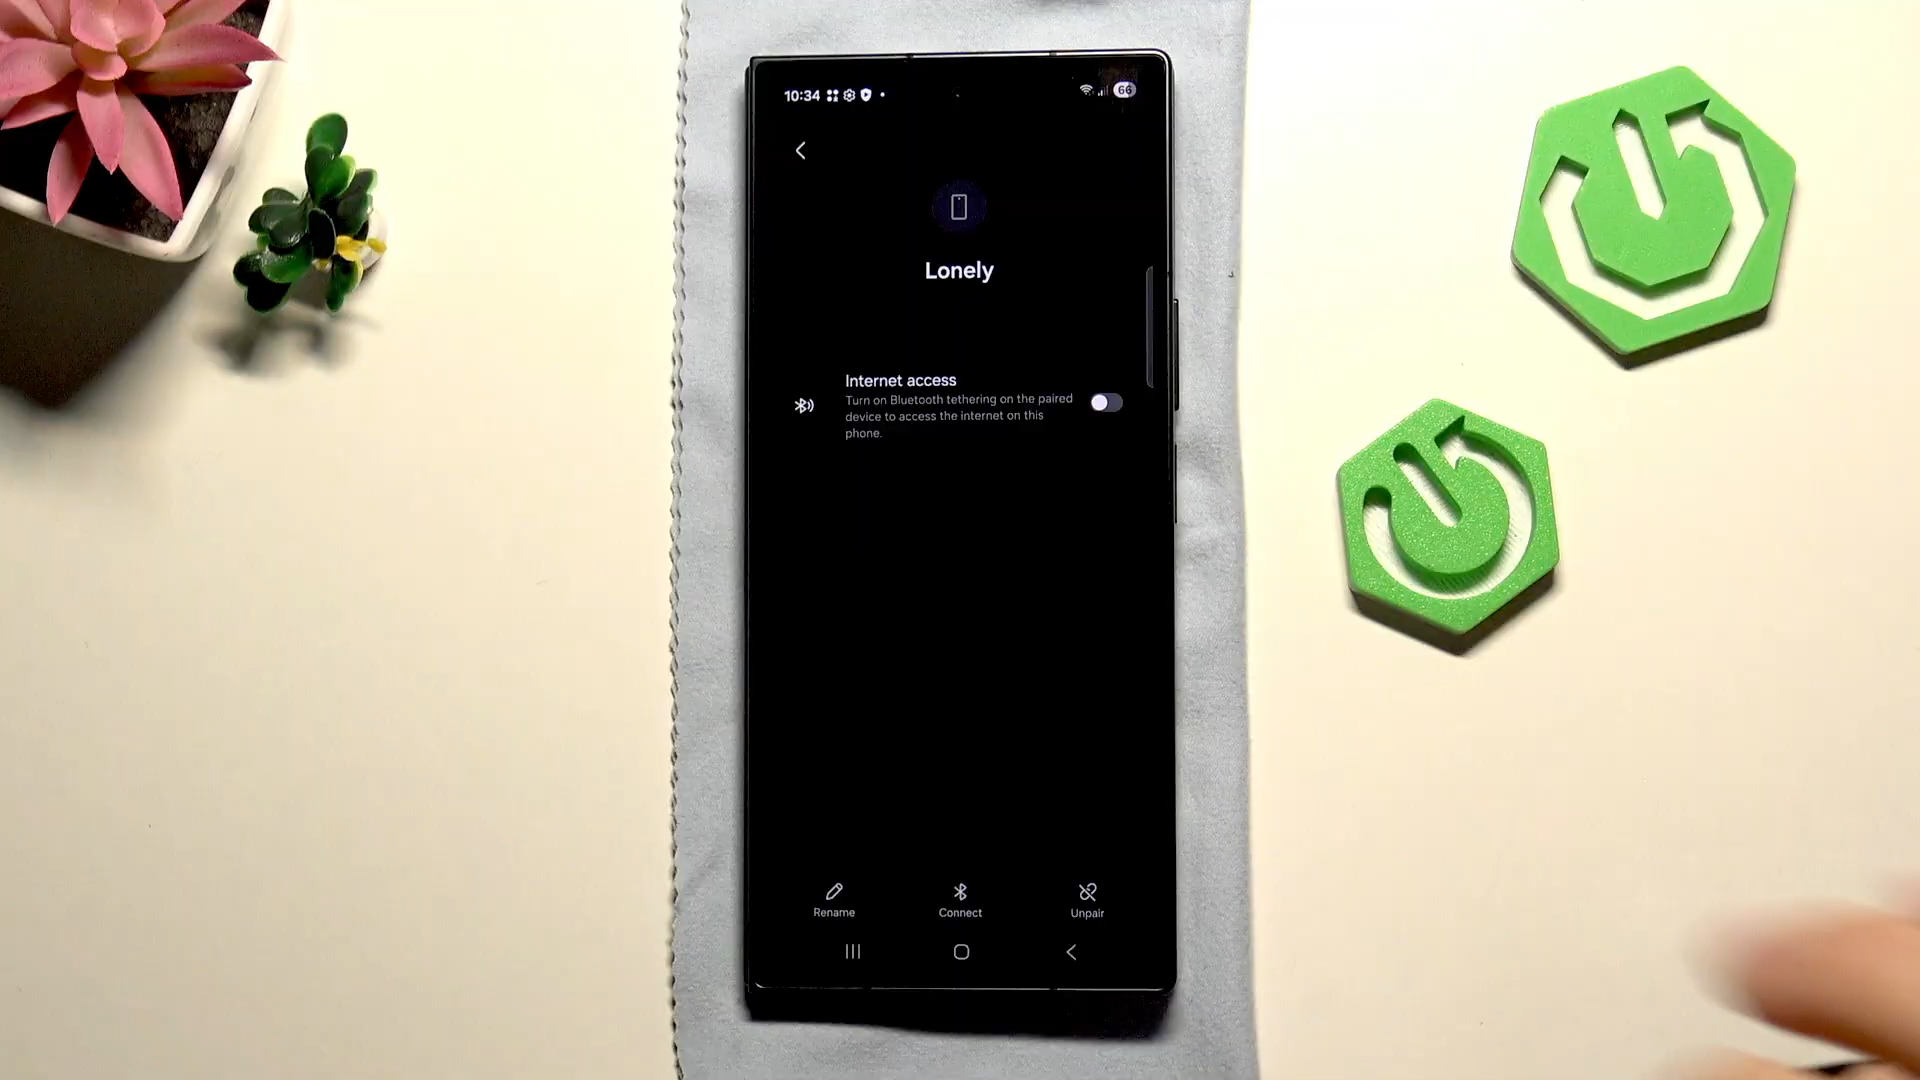 10:34
66
Lonely
Internet access
Turn on Bluetooth tethering on the paired
device to access the internet on this
phone.
Rename
Connect
Unpair